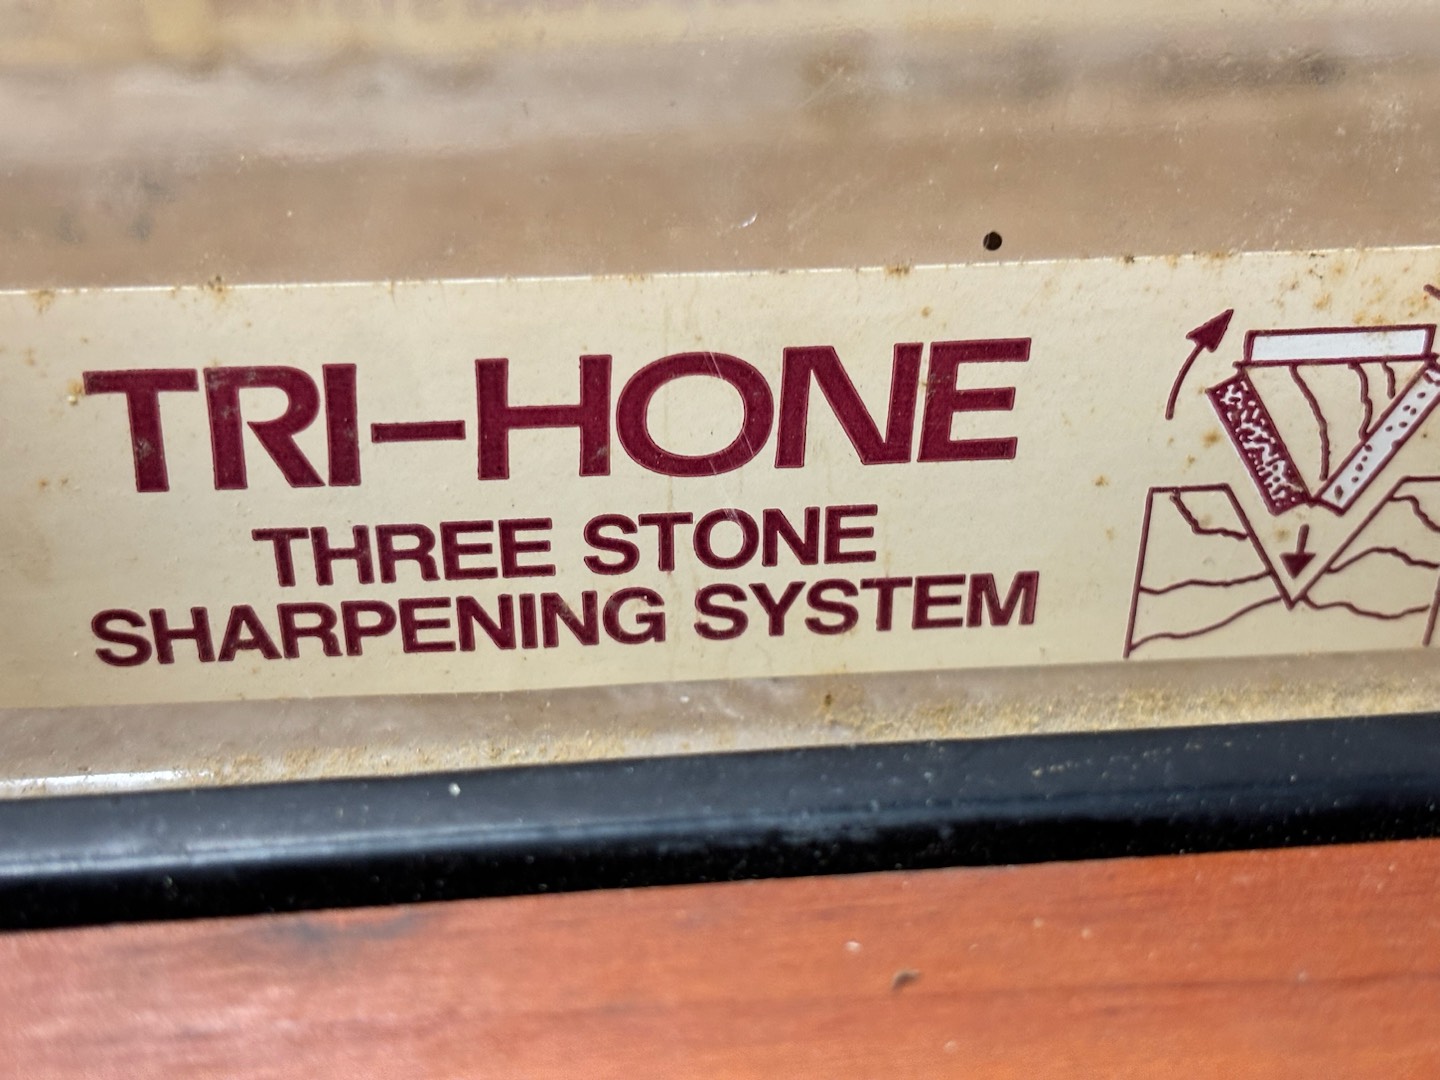 TRI-HONE
THREE STONE
SHARPENING SYSTEM